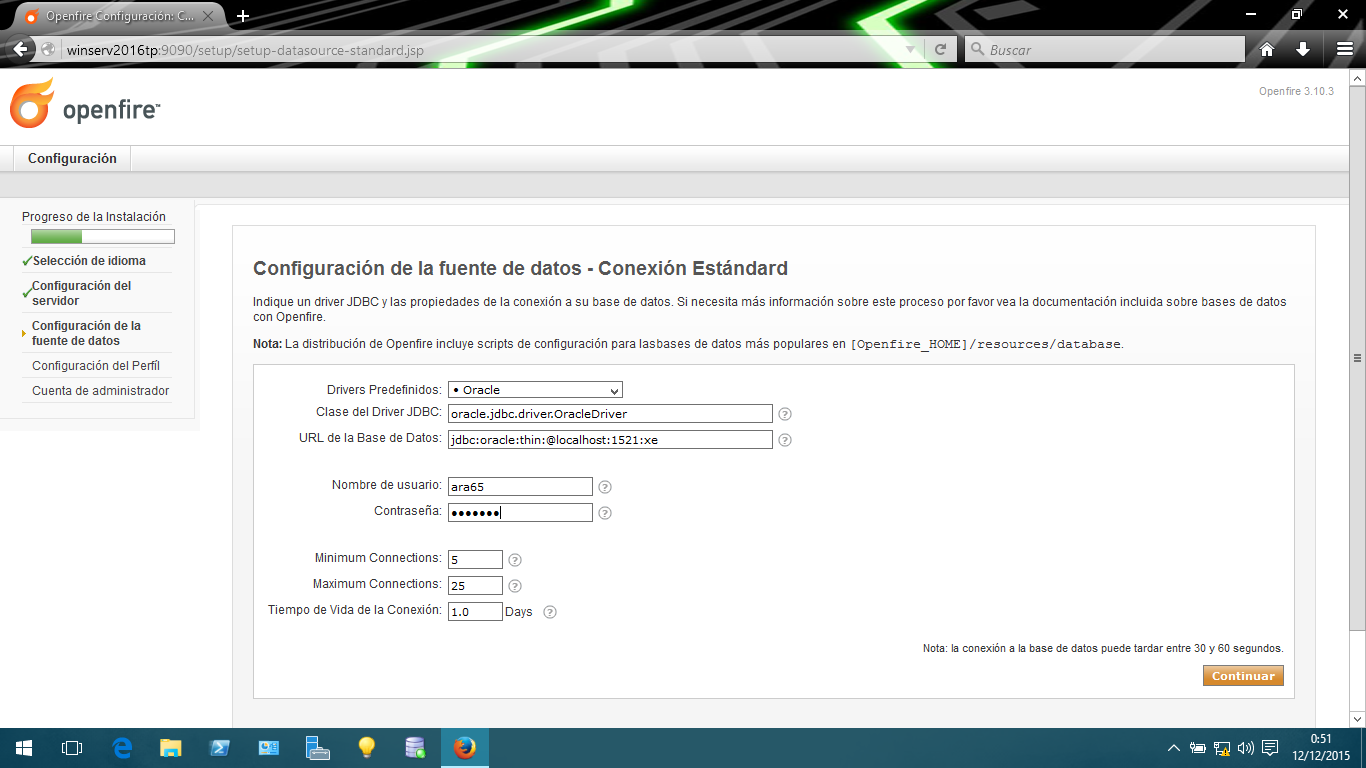 Openfire Configuración: C...
winserv2016tp:9090/setup/setup-datasource-standard.jsp
Buscar
openfire™
Openfire 3.10.3
Configuración
Progreso de la Instalación
Selección de idioma
Configuración del
servidor
Configuración de la
fuente de datos
Configuración del Perfíl
Cuenta de administrador
Configuración de la fuente de datos - Conexión Estándard
Indique un driver JDBC y las propiedades de la conexión a su base de datos. Si necesita más información sobre este proceso por favor vea la documentación incluida sobre bases de datos
con Openfire.
Nota: La distribución de Openfire incluye scripts de configuración para lasbases de datos más populares en [Openfire_HOME]/resources/database.
Drivers Predefinidos: • Oracle
Clase del Driver JDBC: oracle.jdbc.driver.OracleDriver ?
URL de la Base de Datos: jdbc:oracle:thin:@localhost:1521:xe ?
Nombre de usuario: ara65 ?
Contraseña: ••••••• ?
Minimum Connections: 5 ?
Maximum Connections: 25 ?
Tiempo de Vida de la Conexión: 1.0 Days ?
Nota: la conexión a la base de datos puede tardar entre 30 y 60 segundos.
Continuar
0:51
12/12/2015